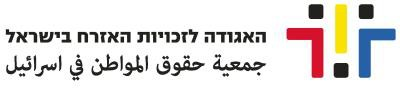 האגודה לזכויות האזרח בישראל
جمعية حقوق المواطن في اسرائيل